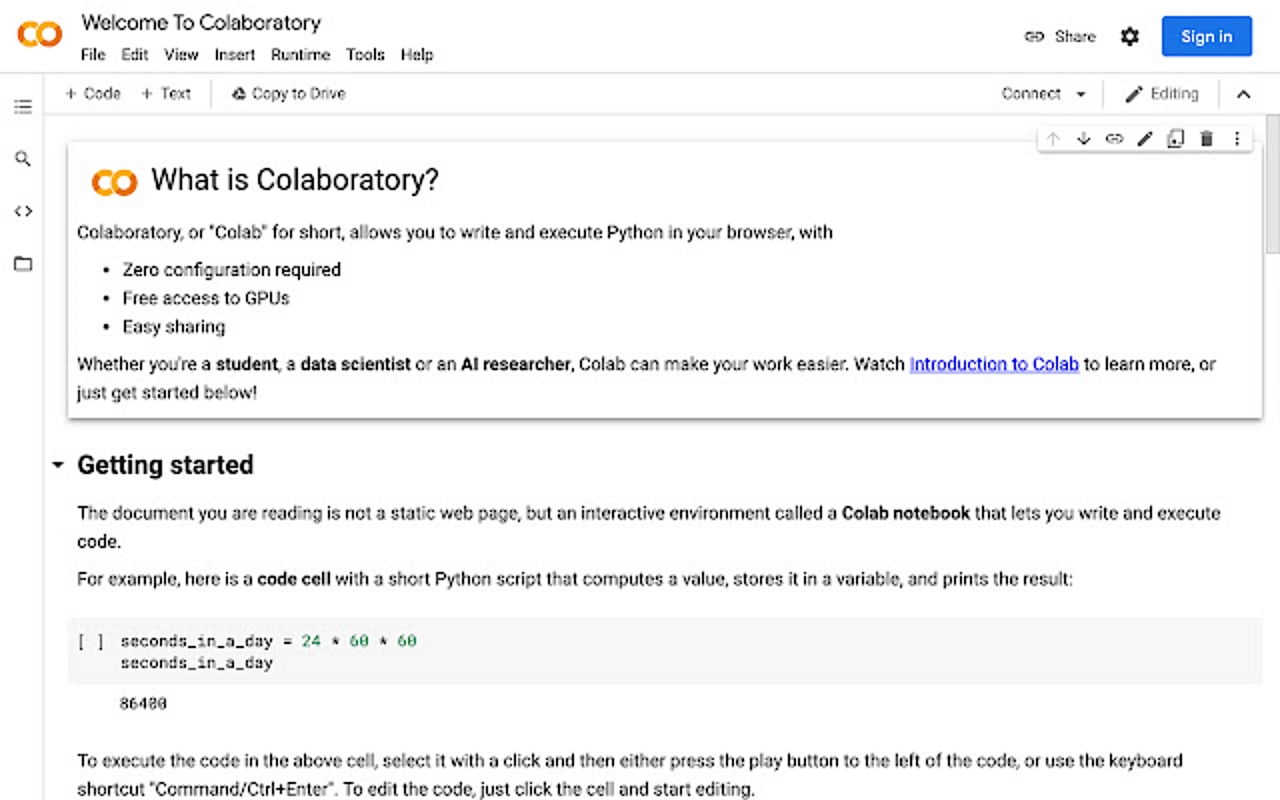 Welcome To Colaboratory
File Edit View Insert Runtime Tools Help
Share
Sign in
+ Code + Text Copy to Drive
Connect
Editing
CO What is Colaboratory?
Colaboratory, or "Colab" for short, allows you to write and execute Python in your browser, with
• Zero configuration required
• Free access to GPUs
• Easy sharing
Whether you're a student, a data scientist or an AI researcher, Colab can make your work easier. Watch Introduction to Colab to learn more, or
just get started below!
Getting started
The document you are reading is not a static web page, but an interactive environment called a Colab notebook that lets you write and execute
code.
For example, here is a code cell with a short Python script that computes a value, stores it in a variable, and prints the result:
[ ] seconds_in_a_day = 24 * 60 * 60
seconds_in_a_day
86400
To execute the code in the above cell, select it with a click and then either press the play button to the left of the code, or use the keyboard
shortcut "Command/Ctrl+Enter". To edit the code, just click the cell and start editing.